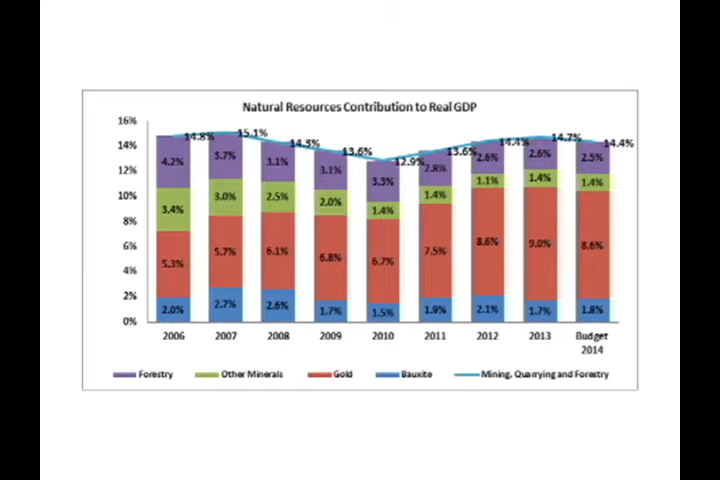 Natural Resources Contribution to Real GDP
16%
14.8% 15.1% 14.3% 13.6% 12.9% 13.6% 14.4% 14.7% 14.4%
14%
4.2% 3.7% 3.1% 3.1% 3.3% 2.8% 2.6% 2.6% 2.5%
12%
10%
3.4% 3.0% 2.5% 2.0% 1.4% 1.4% 1.1% 1.4% 1.4%
8%
6%
5.3% 5.7% 6.1% 6.8% 6.7% 7.5% 8.6% 9.0% 8.6%
4%
2%
2.0% 2.7% 2.6% 1.7% 1.5% 1.9% 2.1% 1.7% 1.8%
0%
2006 2007 2008 2009 2010 2011 2012 2013 Budget
2014
Forestry Other Minerals Gold Bauxite Mining, Quarrying and Forestry